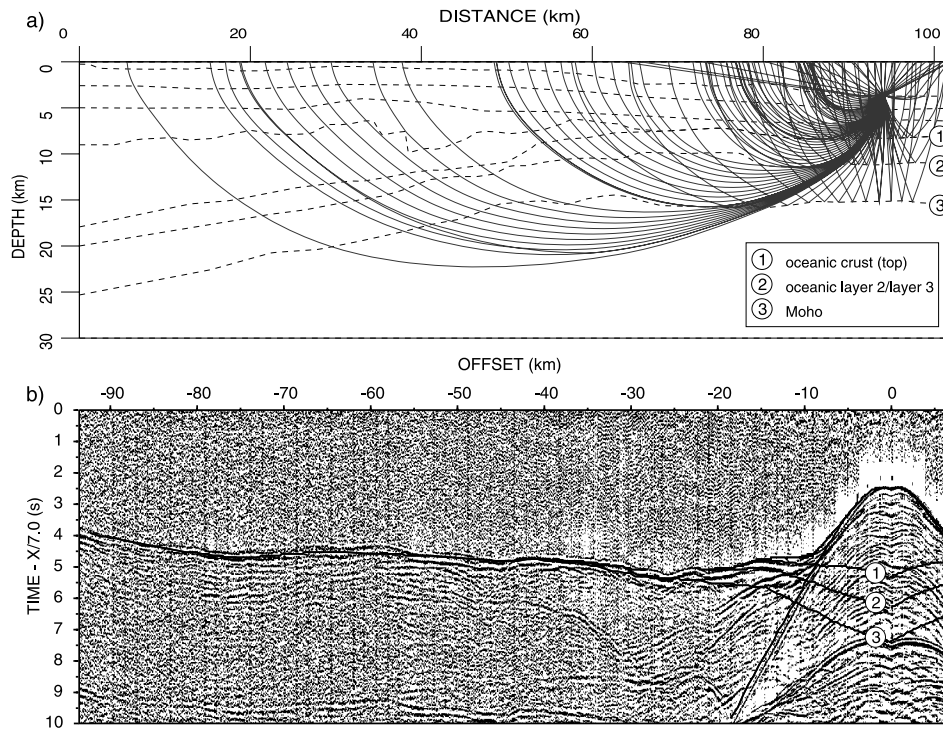 a)
DISTANCE (km)
0 20 40 60 80 100
0
5
10
15
20
25
30
DEPTH (km)
1
2
3
1 oceanic crust (top)
2 oceanic layer 2/layer 3
3 Moho
OFFSET (km)
b)
-90 -80 -70 -60 -50 -40 -30 -20 -10 0
0
1
2
3
4
5
6
7
8
9
10
TIME - X/7.0 (s)
1
2
3